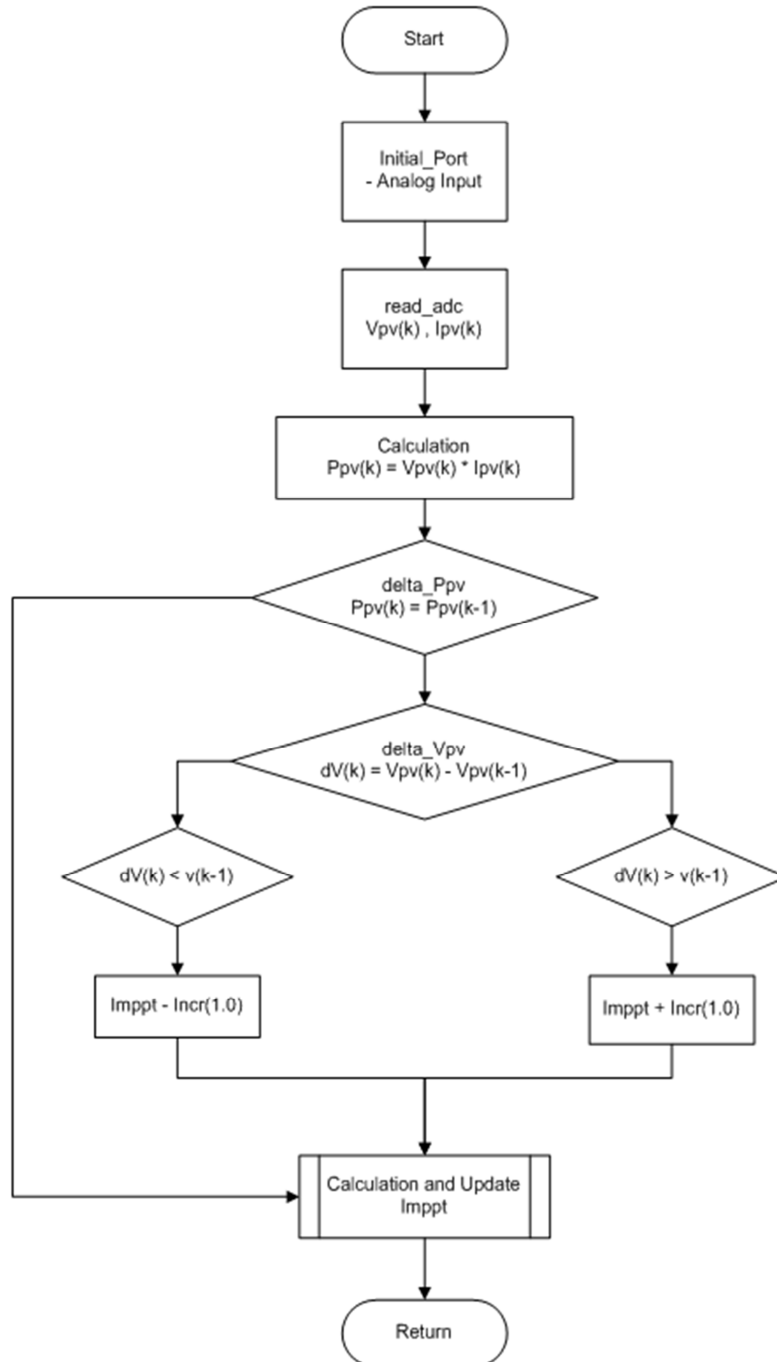 Start
Initial_Port
- Analog Input
read_adc
Vpv(k) , Ipv(k)
Calculation
Ppv(k) = Vpv(k) * Ipv(k)
delta_Ppv
Ppv(k) = Ppv(k-1)
delta_Vpv
dV(k) = Vpv(k) - Vpv(k-1)
dV(k) < v(k-1)
dV(k) > v(k-1)
Imppt - Incr(1.0)
Imppt + Incr(1.0)
Calculation and Update
Imppt
Return